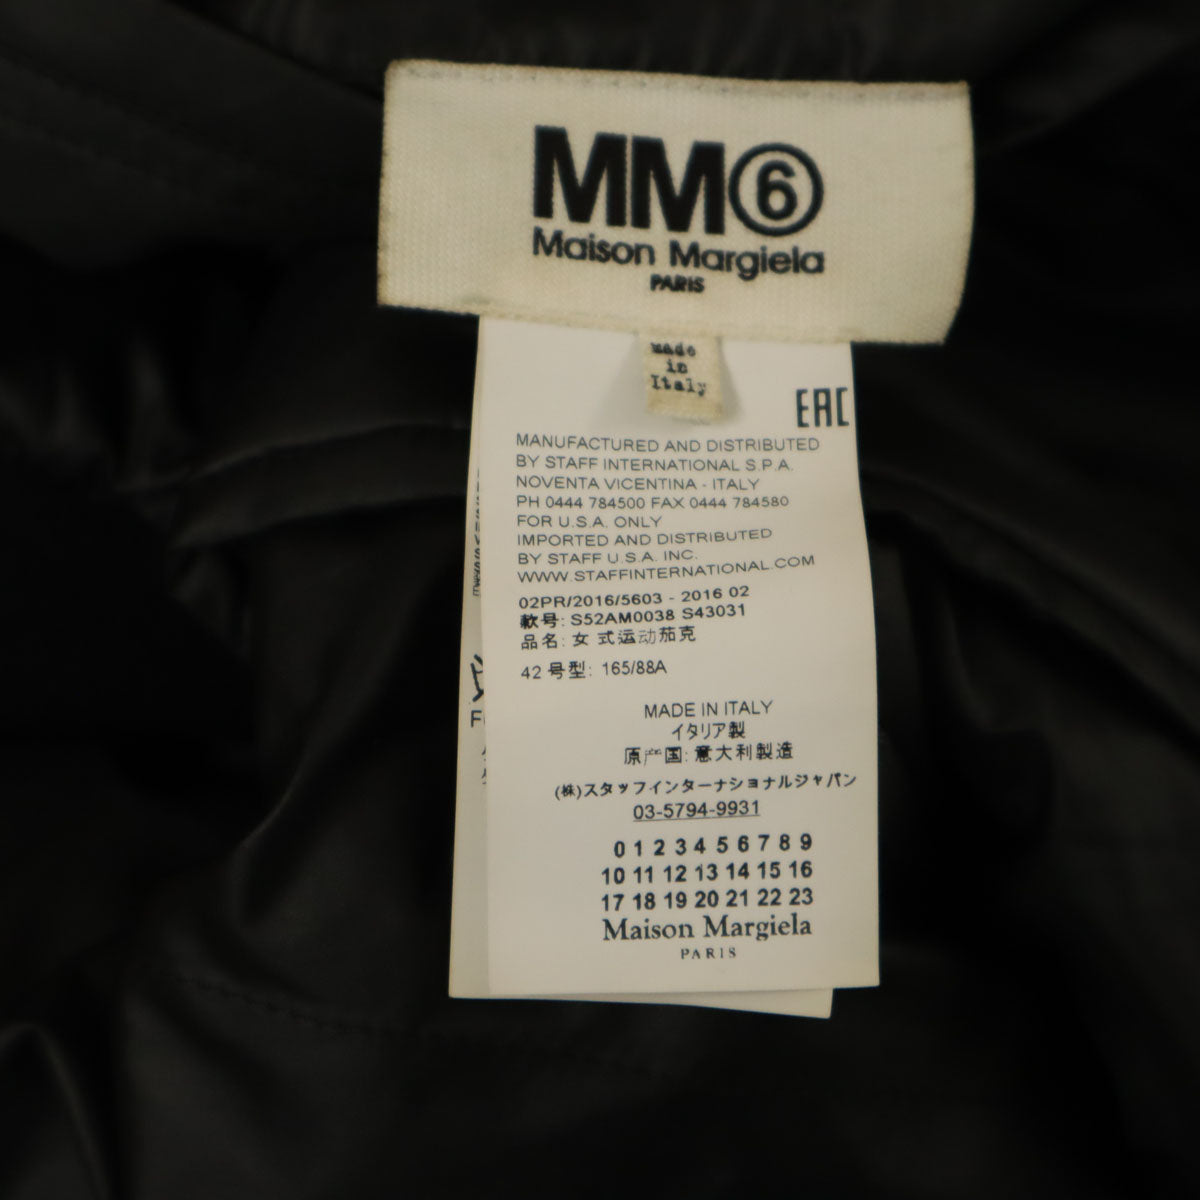 MM⑥
Maison Margiela
PARIS
made
in
Italy
EAC
MANUFACTURED AND DISTRIBUTED
BY STAFF INTERNATIONAL S.P.A.
NOVENTA VICENTINA - ITALY
PH 0444 784500 FAX 0444 784580
FOR U.S.A. ONLY
IMPORTED AND DISTRIBUTED
BY STAFF U.S.A. INC.
WWW.STAFFINTERNATIONAL.COM
02PR/2016/5603 - 2016 02
款号: S52AM0038 S43031
品名: 女 式运动茄克
42 号型: 165/88A
MADE IN ITALY
イタリア製
原产国: 意大利製造
(株)スタッフインターナショナルジャパン
03-5794-9931
0 1 2 3 4 5 6 7 8 9
10 11 12 13 14 15 16
17 18 19 20 21 22 23
Maison Margiela
PARIS